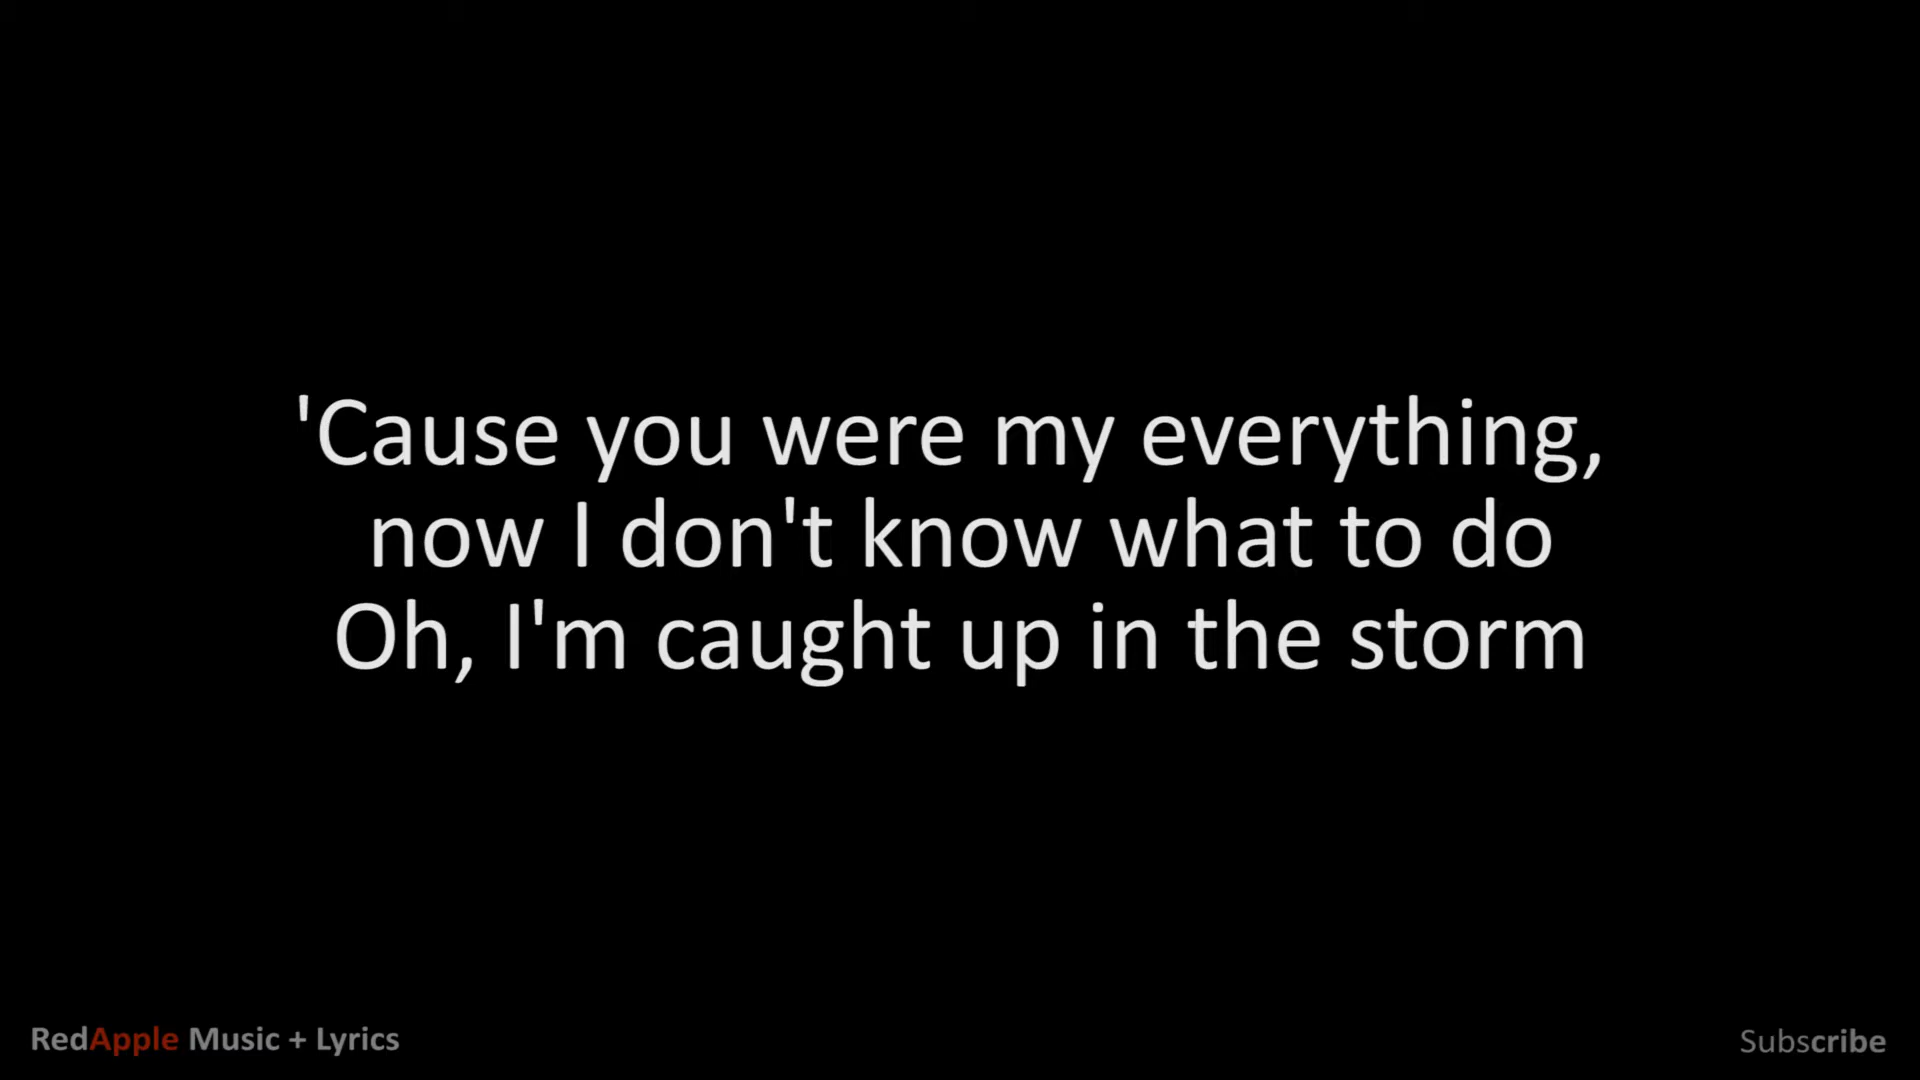 'Cause you were my everything,
now I don't know what to do
Oh, I'm caught up in the storm
RedApple Music + Lyrics
Subscribe